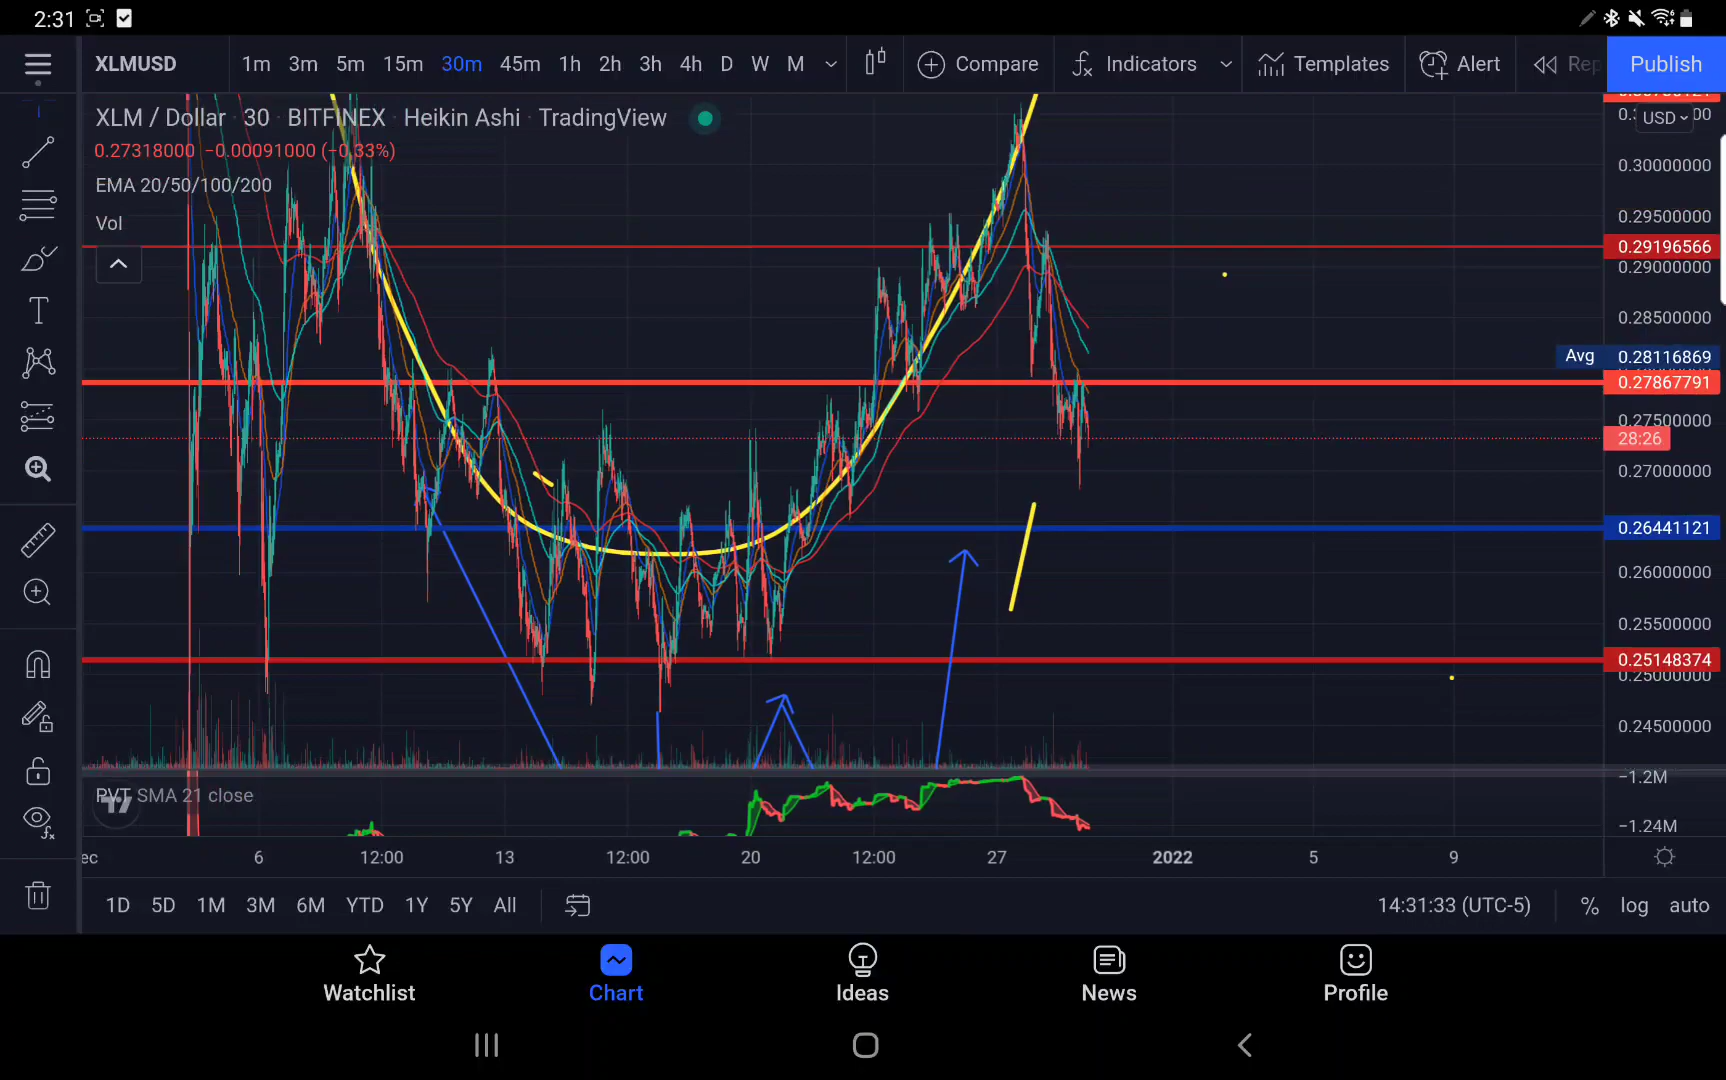 2:31
XLMUSD 1m 3m 5m 15m 30m 45m 1h 2h 3h 4h D W M Compare Indicators Templates Alert Rep Publish
XLM / Dollar · 30 · BITFINEX · Heikin Ashi · TradingView
USD
0.27318000 −0.00091000 (−0.33%)
0.30000000
EMA 20/50/100/200
0.29500000
Vol
0.29196566
0.29000000
0.28500000
Avg 0.28116869
0.27867791
0.27500000
28:26
0.27000000
0.26441121
0.26000000
0.25500000
0.25148374
0.25000000
0.24500000
−1.2M
PVT SMA 21 close
−1.24M
ec 6 12:00 13 12:00 20 12:00 27 2022 5 9
1D 5D 1M 3M 6M YTD 1Y 5Y All 14:31:33 (UTC-5) % log auto
Watchlist Chart Ideas News Profile